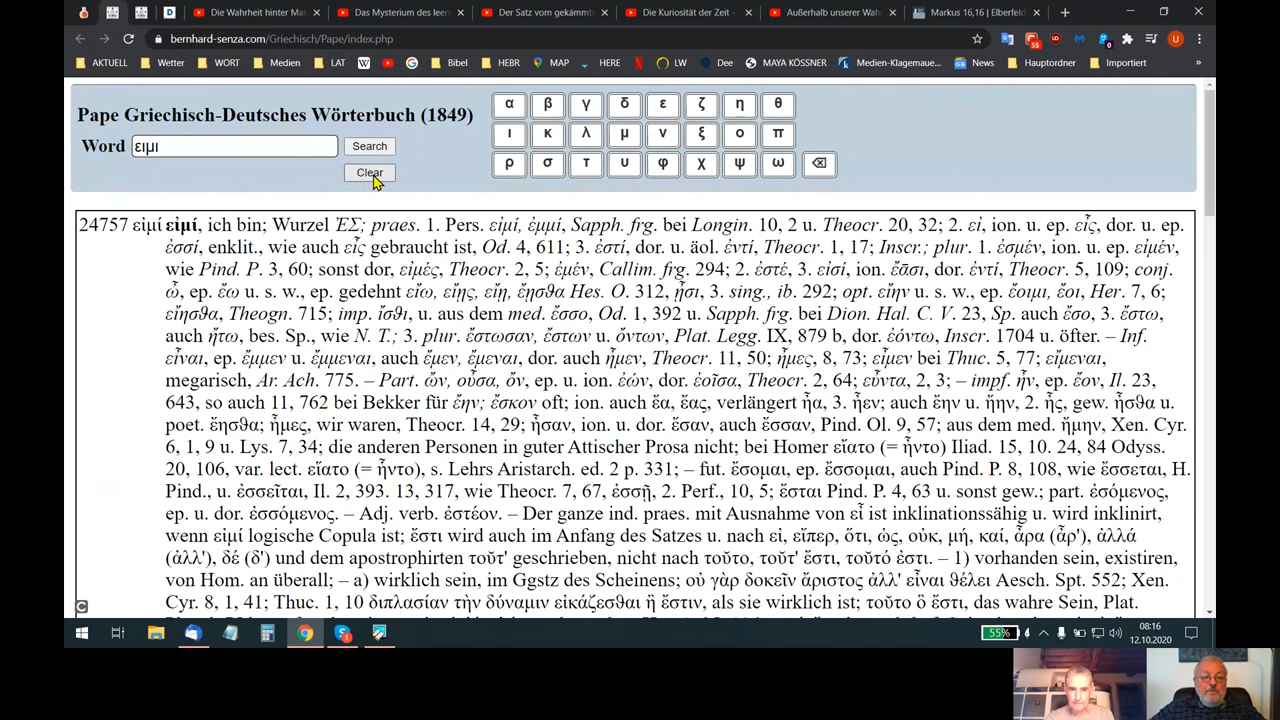 Die Wahrheit hinter Ma
Das Mysterium des leere
Der Satz vom gekämmte
Die Kuriosität der Zeit -
Außerhalb unserer Wah
Markus 16,16 | Elberfel
bernhard-senza.com/Griechisch/Pape/index.php
55
0
U
AKTUELL
Wetter
WORT
Medien
LAT
W
G
Bibel
HEBR
MAP
HERE
LW
Dee
MAYA KÖSSNER
Medien-Klagemaue...
News
Hauptordner
Importiert
»
Pape Griechisch-Deutsches Wörterbuch (1849)
Word ειμι Search
Clear
α β γ δ ε ζ η θ
ι κ λ μ ν ξ ο π
ρ σ τ υ φ χ ψ ω ⌫
24757 εἰμί εἰμί, ich bin; Wurzel ἘΣ; praes. 1. Pers. εἰμί, ἐμμί, Sapph. frg. bei Longin. 10, 2 u. Theocr. 20, 32; 2. εἰ, ion. u. ep. εἶς, dor. u. ep.
ἐσσί, enklit., wie auch εἶς gebraucht ist, Od. 4, 611; 3. ἐστί, dor. u. äol. ἐντί, Theocr. 1, 17; Inscr.; plur. 1. ἐσμέν, ion. u. ep. εἰμέν,
wie Pind. P. 3, 60; sonst dor, εἰμές, Theocr. 2, 5; ἐμέν, Callim. frg. 294; 2. ἐστέ, 3. εἰσί, ion. ἔᾱσι, dor. ἐντί, Theocr. 5, 109; conj.
ὦ, ep. ἔω u. s. w., ep. gedehnt εἴω, εἴῃς, εἴῃ, ἔῃσθα Hes. O. 312, ᾖσι, 3. sing., ib. 292; opt. εἴην u. s. w., ep. ἔοιμι, ἔοι, Her. 7, 6;
εἴησθα, Theogn. 715; imp. ἴσθι, u. aus dem med. ἔσσο, Od. 1, 392 u. Sapph. frg. bei Dion. Hal. C. V. 23, Sp. auch ἔσο, 3. ἔστω,
auch ἤτω, bes. Sp., wie N. T.; 3. plur. ἔστωσαν, ἔστων u. ὄντων, Plat. Legg. IX, 879 b, dor. ἐόντω, Inscr. 1704 u. öfter. – Inf.
εἶναι, ep. ἔμμεν u. ἔμμεναι, auch ἔμεν, ἔμεναι, dor. auch ἦμεν, Theocr. 11, 50; ἦμες, 8, 73; εἶμεν bei Thuc. 5, 77; εἴμεναι,
megarisch, Ar. Ach. 775. – Part. ὤν, οὖσα, ὄν, ep. u. ion. ἐών, dor. ἐοῖσα, Theocr. 2, 64; εὖντα, 2, 3; – impf. ἦν, ep. ἔον, Il. 23,
643, so auch 11, 762 bei Bekker für ἔην; ἔσκον oft; ion. auch ἔα, ἔας, verlängert ἦα, 3. ἦεν; auch ἔην u. ἤην, 2. ἦς, gew. ἦσθα u.
poet. ἔησθα; ἦμες, wir waren, Theocr. 14, 29; ἦσαν, ion. u. dor. ἔσαν, auch ἔσσαν, Pind. Ol. 9, 57; aus dem med. ἤμην, Xen. Cyr.
6, 1, 9 u. Lys. 7, 34; die anderen Personen in guter Attischer Prosa nicht; bei Homer εἵατο (= ἦντο) Iliad. 15, 10. 24, 84 Odyss.
20, 106, var. lect. εἴατο (= ἦντο), s. Lehrs Aristarch. ed. 2 p. 331; – fut. ἔσομαι, ep. ἔσσομαι, auch Pind. P. 8, 108, wie ἔσσεται, H.
Pind., u. ἐσσεῖται, Il. 2, 393. 13, 317, wie Theocr. 7, 67, ἐσσῇ, 2. Perf., 10, 5; ἔσται Pind. P. 4, 63 u. sonst gew.; part. ἐσόμενος,
ep. u. dor. ἐσσόμενος. – Adj. verb. ἐστέον. – Der ganze ind. praes. mit Ausnahme von εἶ ist inklinationssähig u. wird inklinirt,
wenn εἰμί logische Copula ist; ἔστι wird auch im Anfang des Satzes u. nach εἰ, εἴπερ, ὅτι, ὡς, οὐκ, μή, καί, ἆρα (ἆρ'), ἀλλά
(ἀλλ'), δέ (δ') und dem apostrophirten τοῦτ' geschrieben, nicht nach τοῦτο, τοῦτ' ἔστι, τοῦτό ἐστι. – 1) vorhanden sein, existiren,
von Hom. an überall; – a) wirklich sein, im Ggstz des Scheinens; οὐ γὰρ δοκεῖν ἄριστος ἀλλ' εἶναι θέλει Aesch. Spt. 552; Xen.
Cyr. 8, 1, 41; Thuc. 1, 10 διπλασίαν τὴν δύναμιν εἰκάζεσθαι ἢ ἔστιν, als sie wirklich ist; τοῦτο ὃ ἔστι, das wahre Sein, Plat.
C
55%
08:16
12.10.2020